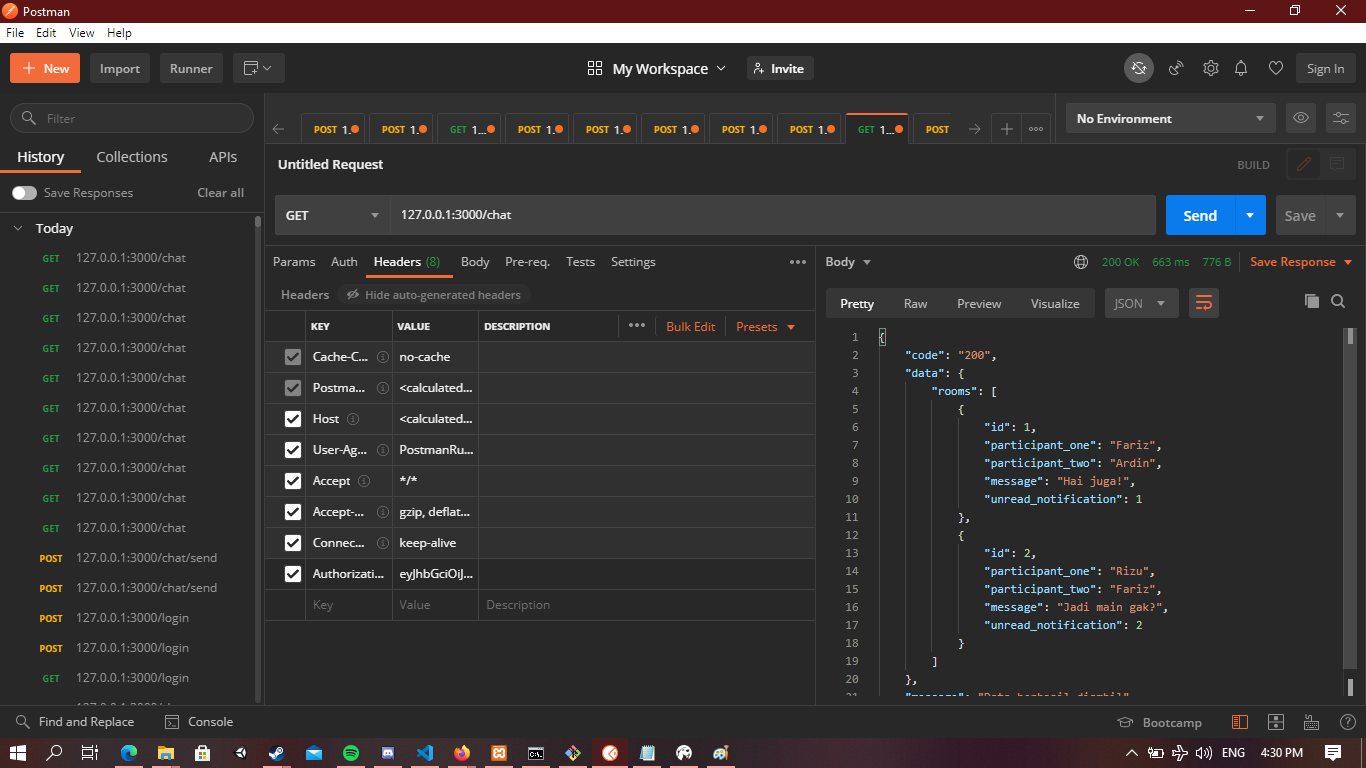 Postman
File Edit View Help
New Import Runner My Workspace Invite Sign In
Filter
History Collections APIs
Save Responses Clear all
Today
GET 127.0.0.1:3000/chat
GET 127.0.0.1:3000/chat
GET 127.0.0.1:3000/chat
GET 127.0.0.1:3000/chat
GET 127.0.0.1:3000/chat
GET 127.0.0.1:3000/chat
GET 127.0.0.1:3000/chat
GET 127.0.0.1:3000/chat
GET 127.0.0.1:3000/chat
GET 127.0.0.1:3000/chat
POST 127.0.0.1:3000/chat/send
POST 127.0.0.1:3000/chat/send
POST 127.0.0.1:3000/login
POST 127.0.0.1:3000/login
GET 127.0.0.1:3000/login
POST 1. POST 1. GET 1... POST 1. POST 1. POST 1. POST 1. POST 1. GET 1... POST
No Environment
Untitled Request BUILD
GET 127.0.0.1:3000/chat Send Save
Params Auth Headers (8) Body Pre-req. Tests Settings
Headers Hide auto-generated headers
KEY VALUE DESCRIPTION Bulk Edit Presets
Cache-C... no-cache
Postma... <calculated...
Host <calculated...
User-Ag... PostmanRu...
Accept */*
Accept-... gzip, deflat...
Connec... keep-alive
Authorizati... eyJhbGciOiJ...
Key Value Description
Body 200 OK 663 ms 776 B Save Response
Pretty Raw Preview Visualize JSON
1 {
2 "code": "200",
3 "data": {
4 "rooms": [
5 {
6 "id": 1,
7 "participant_one": "Fariz",
8 "participant_two": "Ardin",
9 "message": "Hai juga!",
10 "unread_notification": 1
11 },
12 {
13 "id": 2,
14 "participant_one": "Rizu",
15 "participant_two": "Fariz",
16 "message": "Jadi main gak?",
17 "unread_notification": 2
18 }
19 ]
20 },
21 "message": "Data berhasil diambil"
Find and Replace Console Bootcamp
ENG 4:30 PM